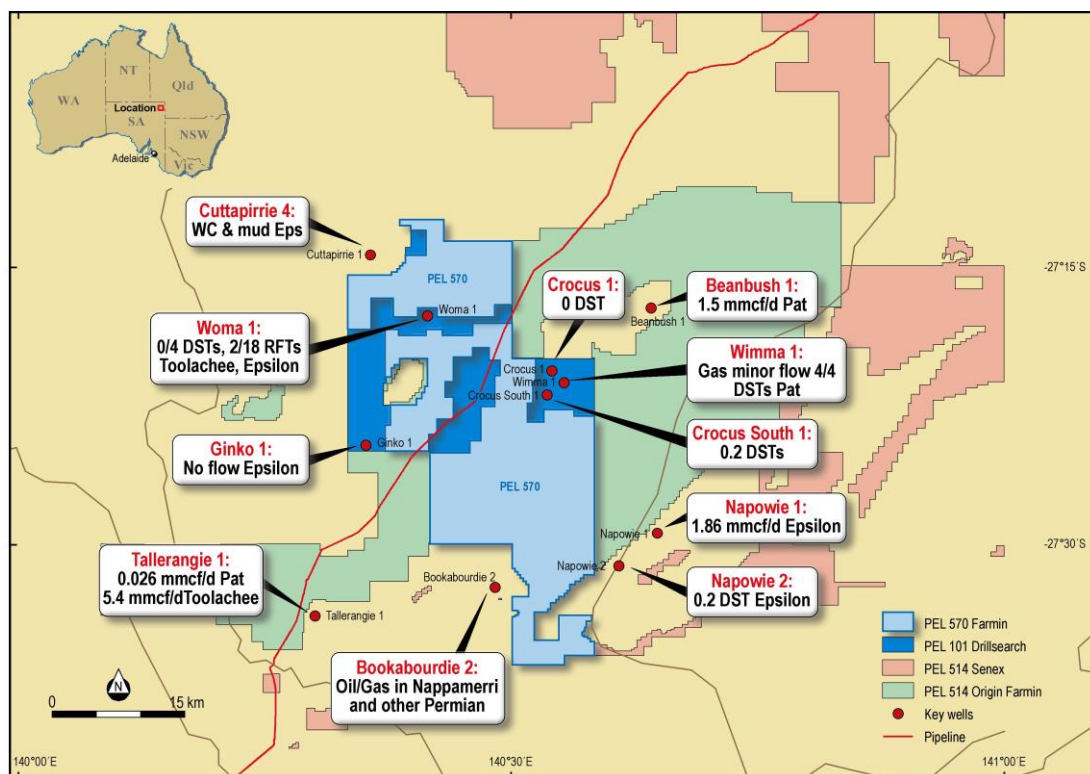 NT
Qld
WA
Location
SA
NSW
Adelaide
Vic
Cuttapirrie 4:
WC & mud Eps
Cuttapirrie 1
PEL 570
Crocus 1:
0 DST
Beanbush 1:
1.5 mmcf/d Pat
Beanbush 1
-27°15'S
Woma 1:
0/4 DSTs, 2/18 RFTs
Toolachee, Epsilon
Woma 1
Crocus 1
Wimma 1
Crocus South 1
Wimma 1:
Gas minor flow 4/4
DSTs Pat
Ginko 1:
No flow Epsilon
Ginko 1
Crocus South 1:
0.2 DSTs
PEL 570
Napowie 1:
1.86 mmcf/d Epsilon
Napowie 1
-27°30'S
Tallerangie 1:
0.026 mmcf/d Pat
5.4 mmcf/dToolachee
Tallerangie 1
Bookabourdie 2
Napowie 2
Napowie 2:
0.2 DST Epsilon
Bookabourdie 2:
Oil/Gas in Nappamerri
and other Permian
PEL 570 Farmin
PEL 101 Drillsearch
PEL 514 Senex
PEL 514 Origin Farmin
Key wells
Pipeline
N
0 15 km
140°00'E 140°30'E 141°00'E